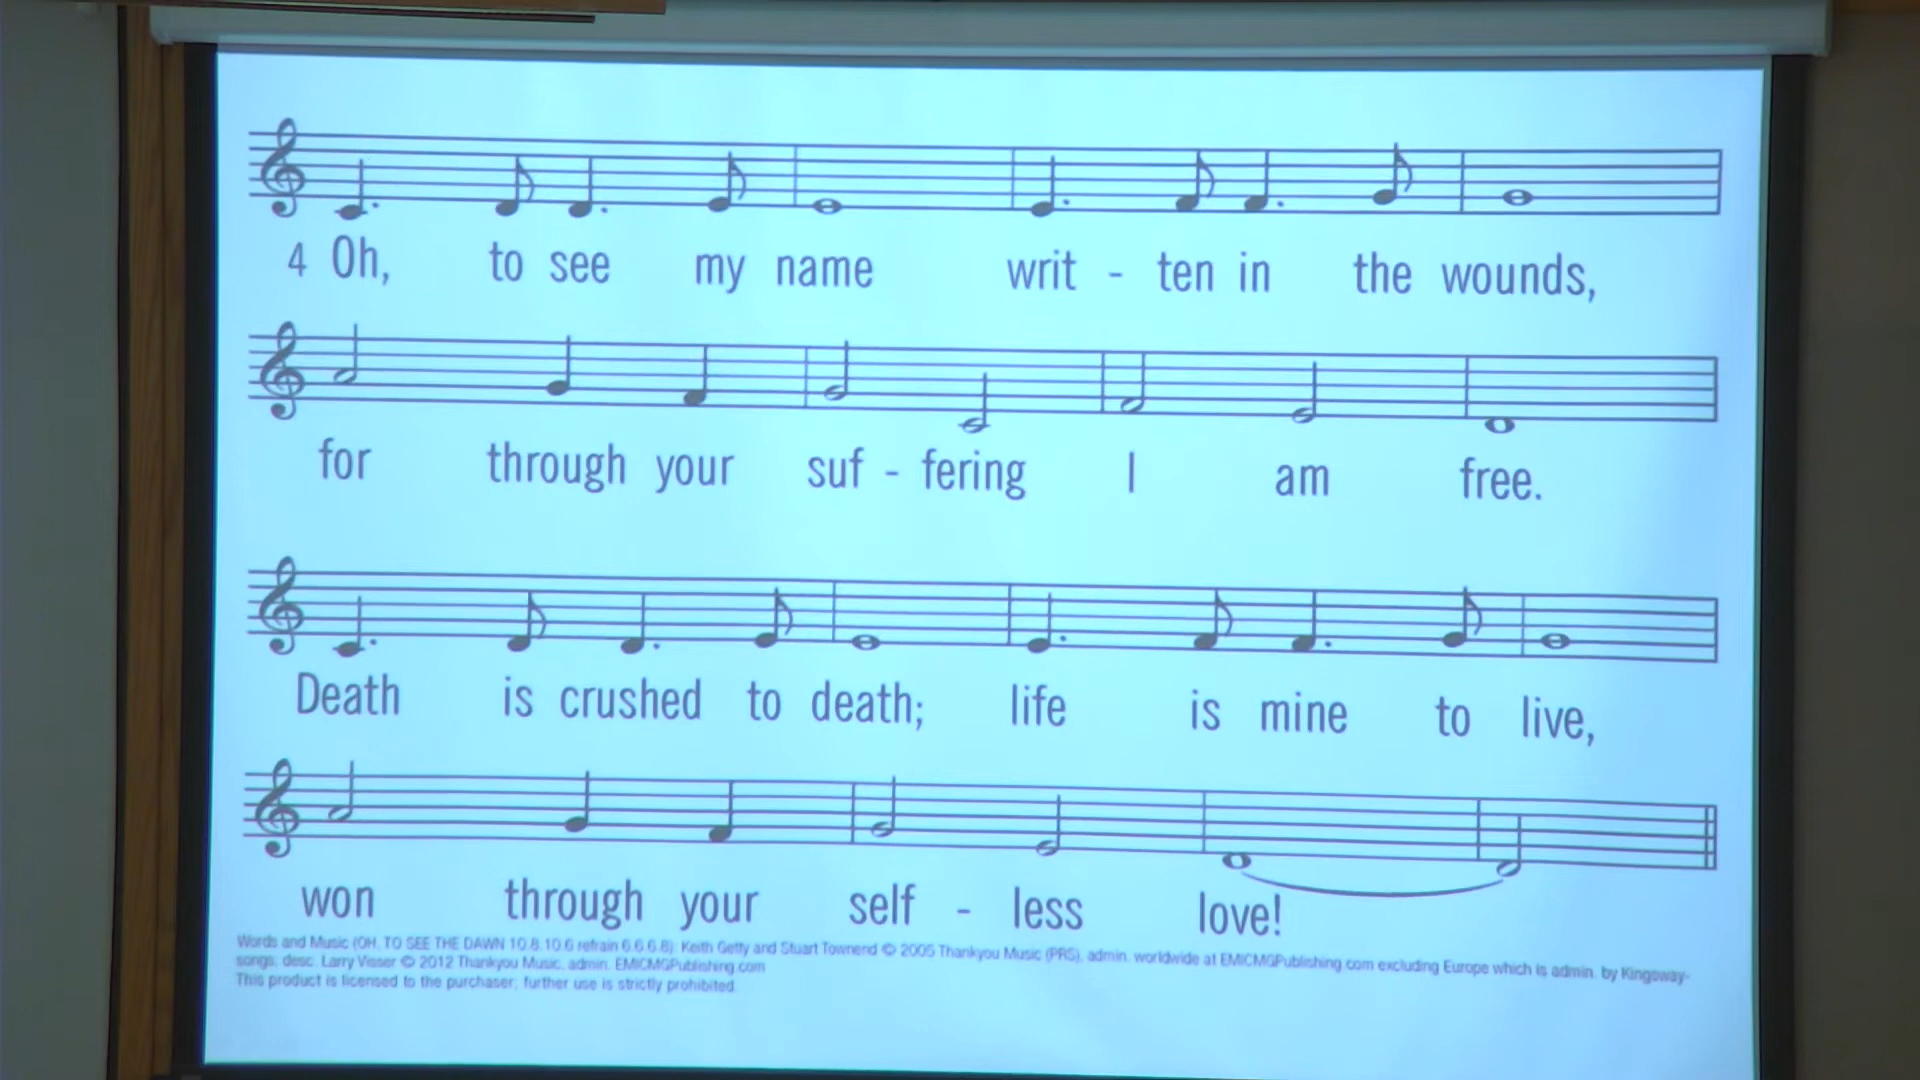 4 Oh, to see my name writ - ten in the wounds,
for through your suf - fering I am free.
Death is crushed to death; life is mine to live,
won through your self - less love!
Words and Music (OH, TO SEE THE DAWN 10.8.10.6 refrain 6.6.6.8): Keith Getty and Stuart Townend © 2005 Thankyou Music (PRS), admin. worldwide at EMICMGPublishing.com excluding Europe which is admin. by Kingsway-
songs; desc. Larry Visser © 2012 Thankyou Music, admin. EMICMGPublishing.com
This product is licensed to the purchaser; further use is strictly prohibited.